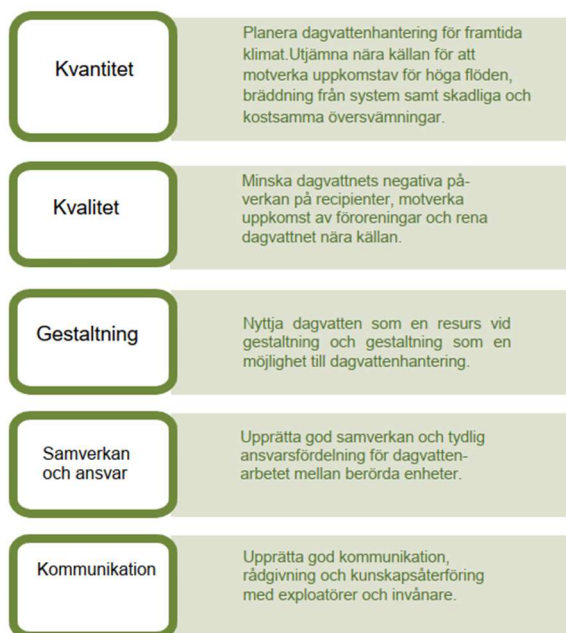 Kvantitet
Planera dagvattenhantering för framtida
klimat.Utjämna nära källan för att
motverka uppkomstav för höga flöden,
bräddning från system samt skadliga och
kostsamma översvämningar.
Kvalitet
Minska dagvattnets negativa på-
verkan på recipienter, motverka
uppkomst av föroreningar och rena
dagvattnet nära källan.
Gestaltning
Nyttja dagvatten som en resurs vid
gestaltning och gestaltning som en
möjlighet till dagvattenhantering.
Samverkan
och ansvar
Upprätta god samverkan och tydlig
ansvarsfördelning för dagvatten-
arbetet mellan berörda enheter.
Kommunikation
Upprätta god kommunikation,
rådgivning och kunskapsåterföring
med exploatörer och invånare.